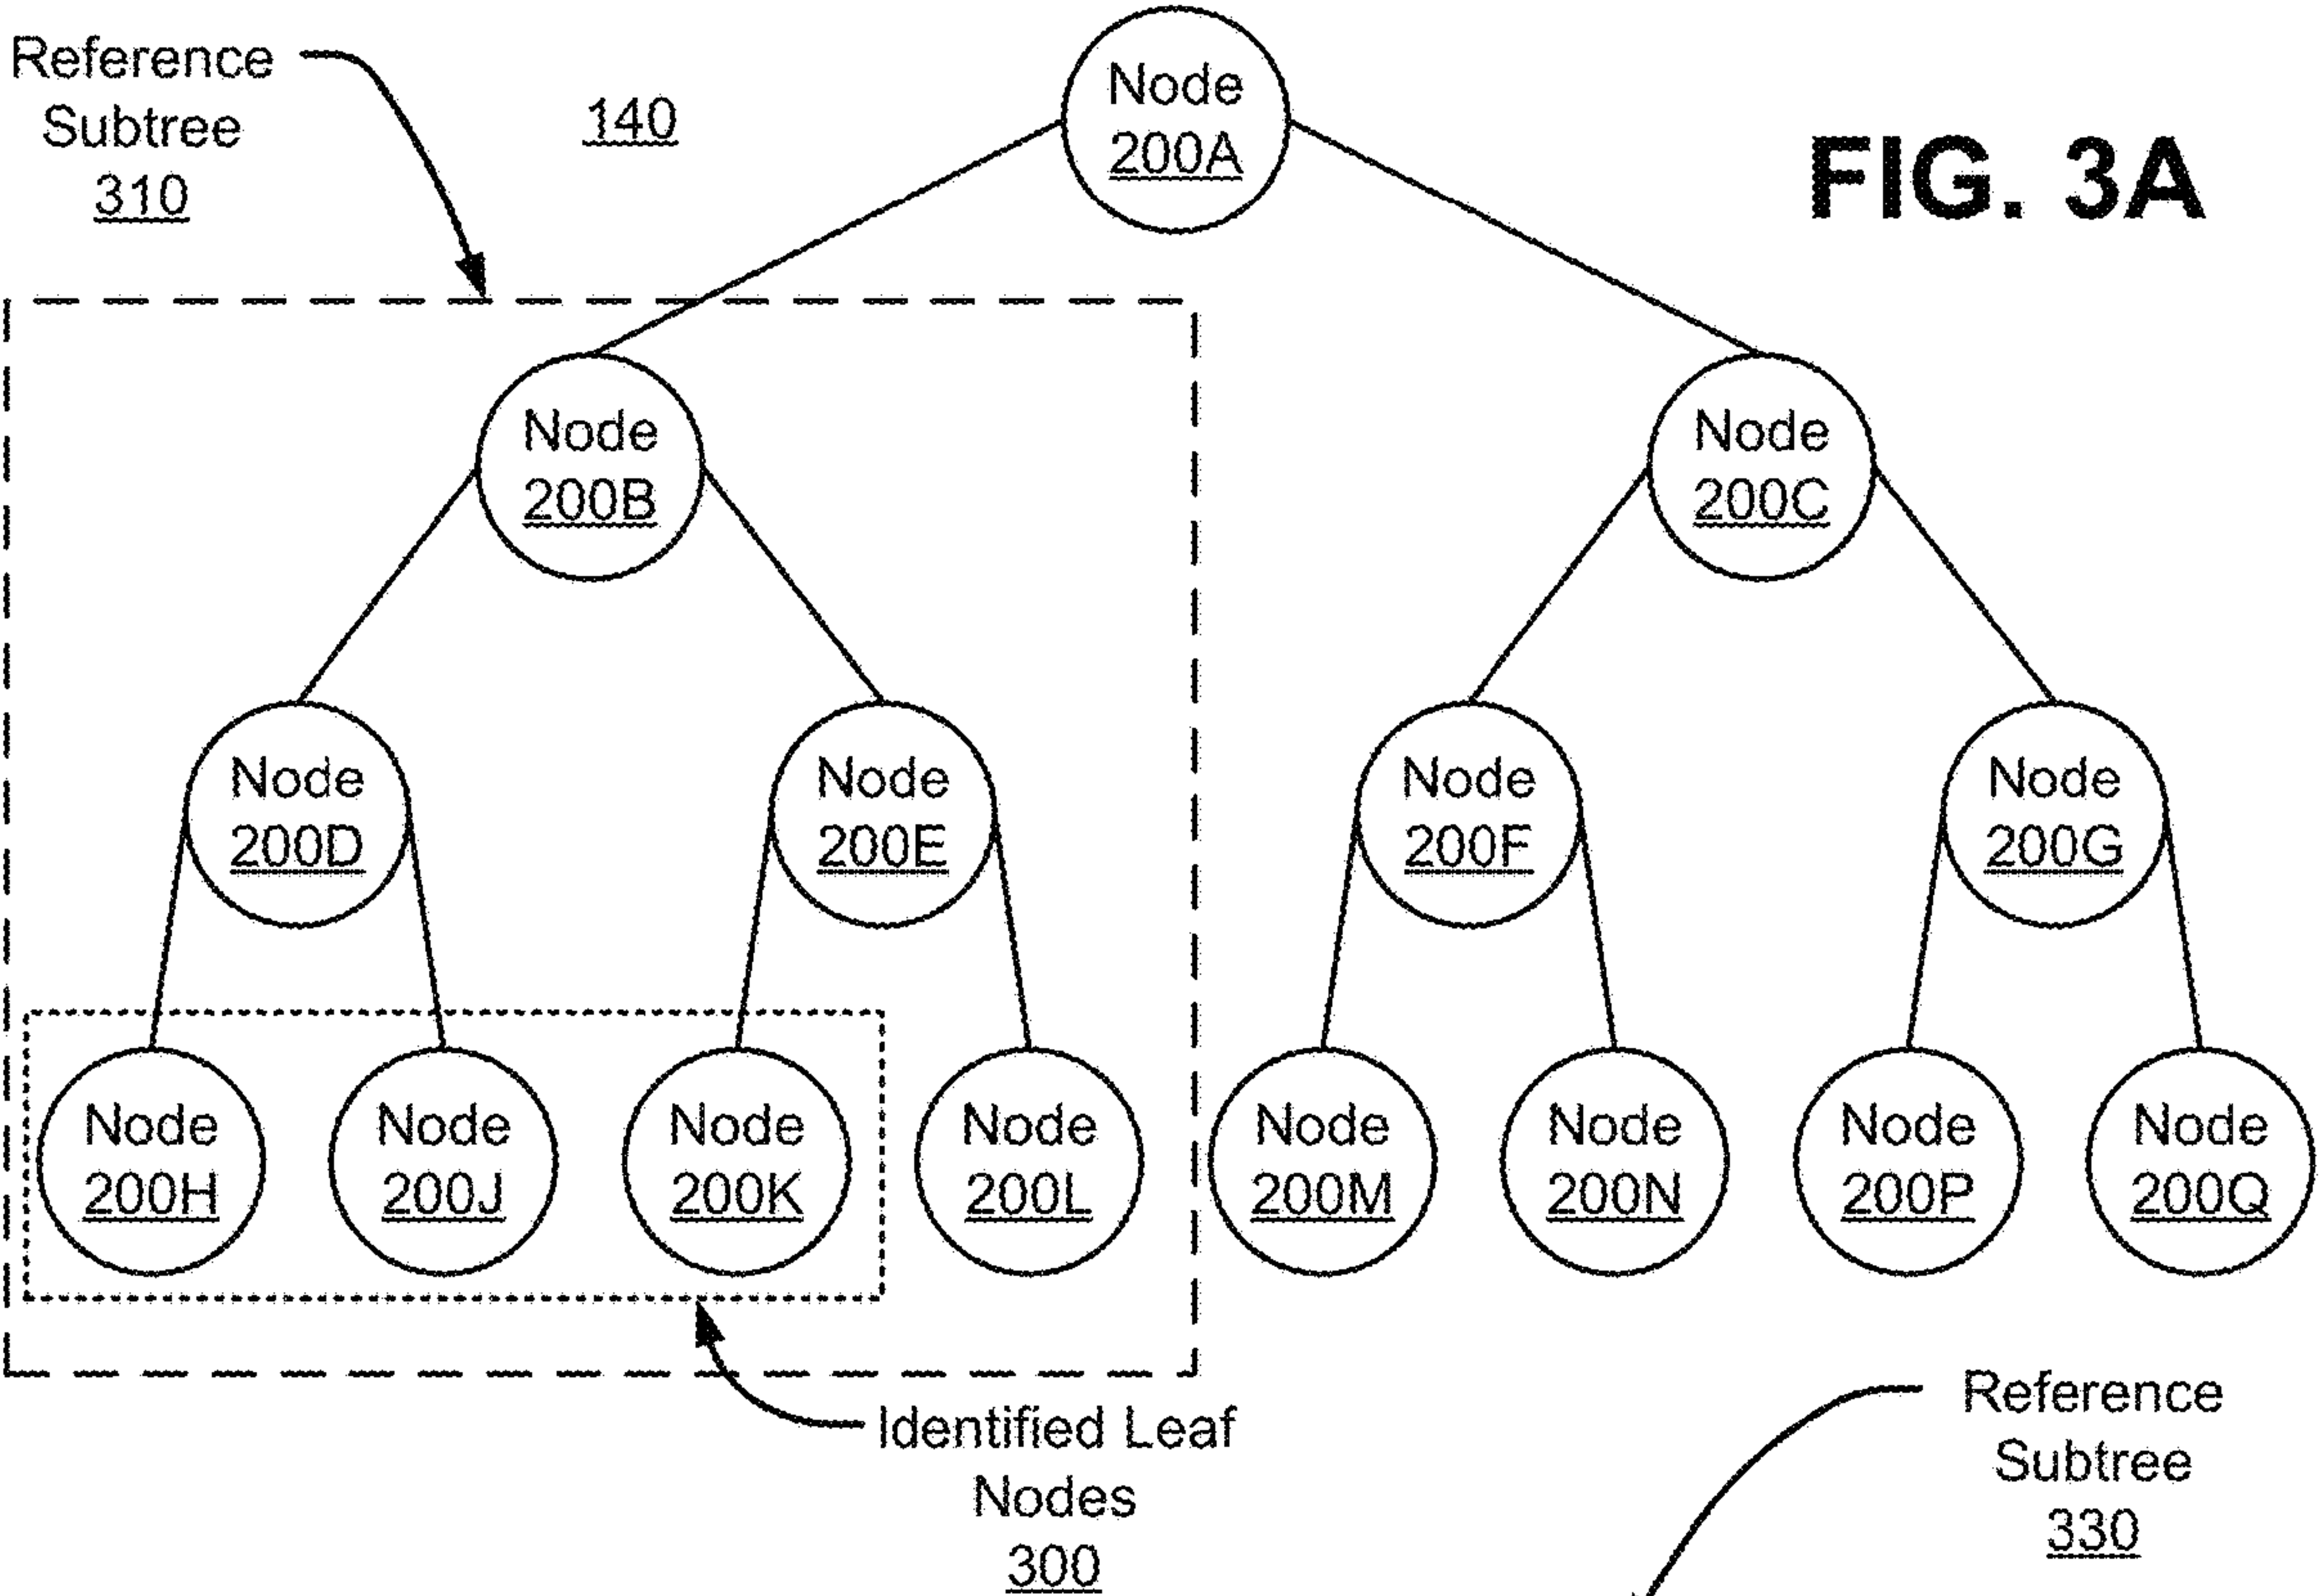 Reference
Subtree
310
140
Node
200A
FIG. 3A
Node
200B
Node
200C
Node
200D
Node
200E
Node
200F
Node
200G
Node
200H
Node
200J
Node
200K
Node
200L
Node
200M
Node
200N
Node
200P
Node
200Q
Identified Leaf
Nodes
300
Reference
Subtree
330